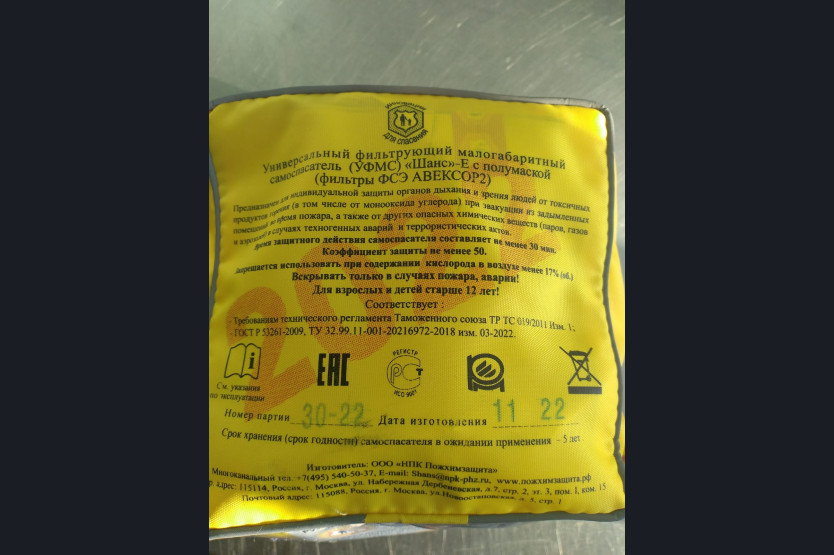 ДЛЯ СПАСЕНИЯ
Универсальный фильтрующий малогабаритный
самоспасатель (УФМС) «Шанс»-Е с полумаской
(фильтры ФСЭ АВЕКСОР2)
Предназначен для индивидуальной защиты органов дыхания и зрения людей от токсичных
продуктов горения (в том числе от монооксида углерода) при эвакуации из задымленных
помещений во время пожара, а также от других опасных химических веществ (паров, газов
и аэрозолей) в случаях техногенных аварий и террористических актов.
Время защитного действия самоспасателя составляет не менее 30 мин.
Коэффициент защиты не менее 50.
Разрешается использовать при содержании кислорода в воздухе не менее 17% (об.)
Вскрывать только в случаях пожара, аварии!
Для взрослых и детей старше 12 лет!
Соответствует :
- Требованиям технического регламента Таможенного союза ТР ТС 019/2011 Изм. 1;
- ГОСТ Р 53261-2009, ТУ 32.99.11-001-20216972-2018 изм. 03-2022.
2022
См. указания
по эксплуатации
ЕАС
РЕГИСТР
РСТ
ИСО 9001
Номер партии 30-22 Дата изготовления 11 22
Срок хранения (срок годности) самоспасателя в ожидании применения - 5 лет
Изготовитель: ООО «НПК Пожхимзащита»
Многоканальный тел. +7(495) 540-50-37, E-mail: Shans@npk-phz.ru, www.пожхимзащита.рф
адрес: 115114, Россия, г. Москва, ул. Набережная Дербеневская, д.7, стр. 2, эт. 3, пом. I, ком. 15
Почтовый адрес: 115088, Россия, г. Москва, ул. Новоостаповская, д. 5, стр. 1